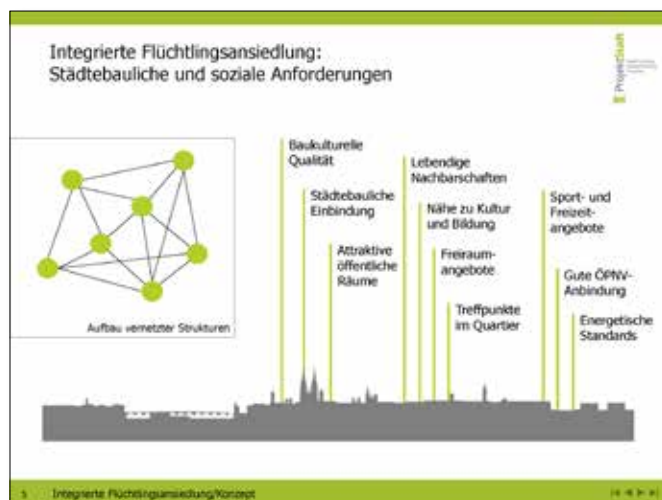 Integrierte Flüchtlingsansiedlung:
Städtebauliche und soziale Anforderungen
ProjektStadt
Aufbau vernetzter Strukturen
Baukulturelle
Qualität
Städtebauliche
Einbindung
Attraktive
öffentliche
Räume
Lebendige
Nachbarschaften
Nähe zu Kultur
und Bildung
Freiraum-
angebote
Treffpunkte
im Quartier
Sport- und
Freizeit-
angebote
Gute ÖPNV-
Anbindung
Energetische
Standards
Integrierte Flüchtlingsansiedlung/Konzept